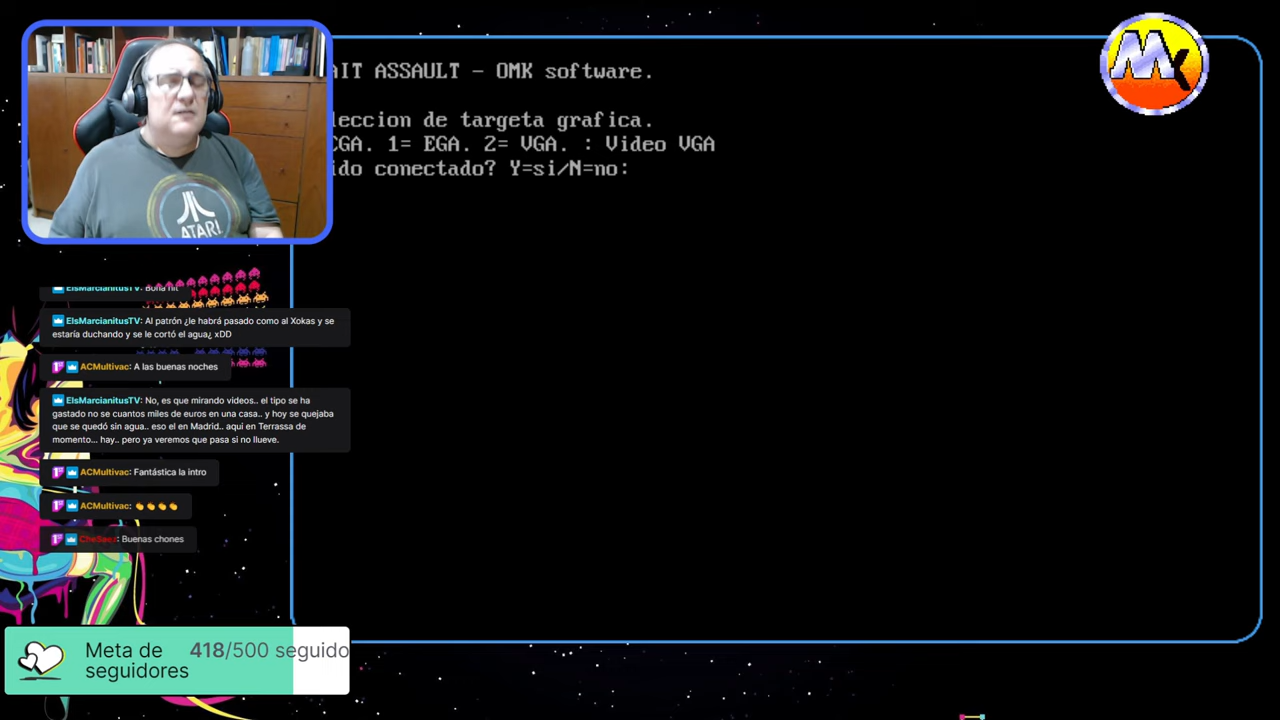 AIT ASSAULT - OMK software.
leccion de targeta grafica.
CGA. 1= EGA. 2= VGA. : Video VGA
ido conectado? Y=si/N=no:
ATARI
MK
ElsMarcianitusTV: Bona nit
ElsMarcianitusTV: Al patrón ¿le habrá pasado como al Xokas y se
estaría duchando y se le cortó el agua¿ xDD
ACMultivac: A las buenas noches
ElsMarcianitusTV: No, es que mirando videos.. el tipo se ha
gastado no se cuantos miles de euros en una casa.. y hoy se quejaba
que se quedó sin agua.. eso el en Madrid.. aqui en Terrassa de
momento... hay.. pero ya veremos que pasa si no llueve.
ACMultivac: Fantástica la intro
ACMultivac: 👏👏👏👏
CheSaez: Buenas chones
Meta de 418/500 seguido
seguidores